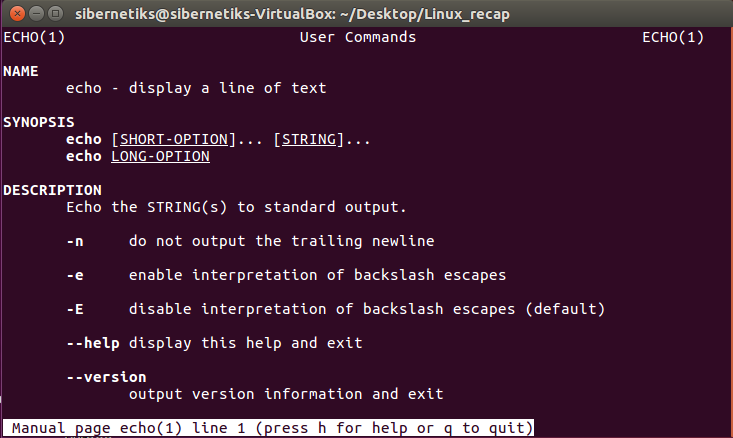 sibernetiks@sibernetiks-VirtualBox: ~/Desktop/Linux_recap
ECHO(1) User Commands ECHO(1)
NAME
echo - display a line of text
SYNOPSIS
echo [SHORT-OPTION]... [STRING]...
echo LONG-OPTION
DESCRIPTION
Echo the STRING(s) to standard output.
-n do not output the trailing newline
-e enable interpretation of backslash escapes
-E disable interpretation of backslash escapes (default)
--help display this help and exit
--version
output version information and exit
Manual page echo(1) line 1 (press h for help or q to quit)